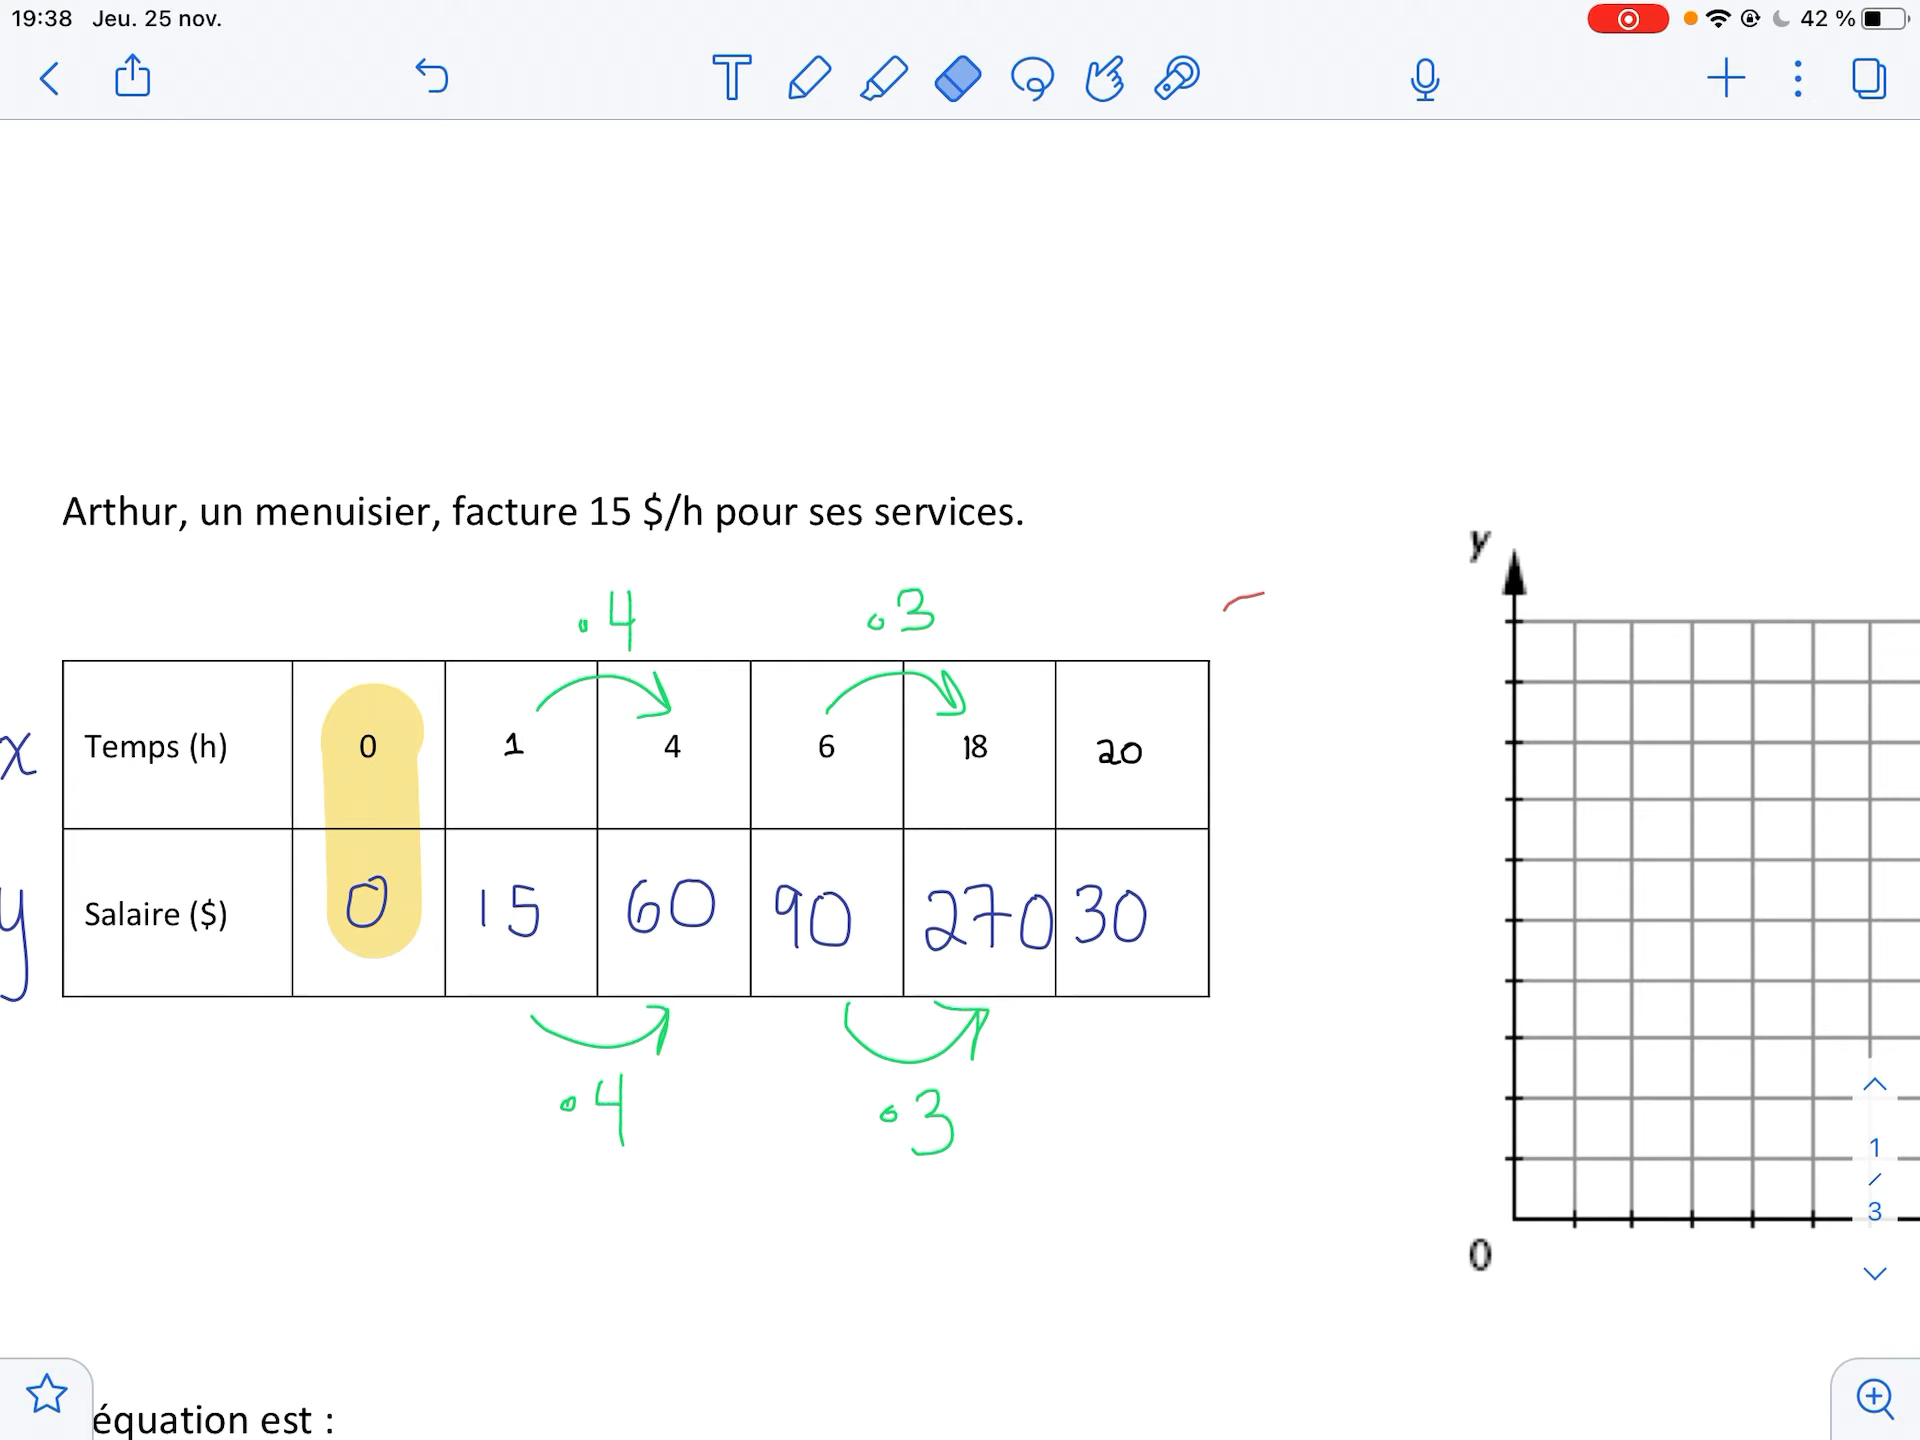 19:38 Jeu. 25 nov. 42 %
T
Arthur, un menuisier, facture 15 $/h pour ses services.
y
.4 .3
x Temps (h) 0 1 4 6 18 20
y Salaire ($) 0 15 60 90 270 30
.4 .3
1
/
3
0
équation est :